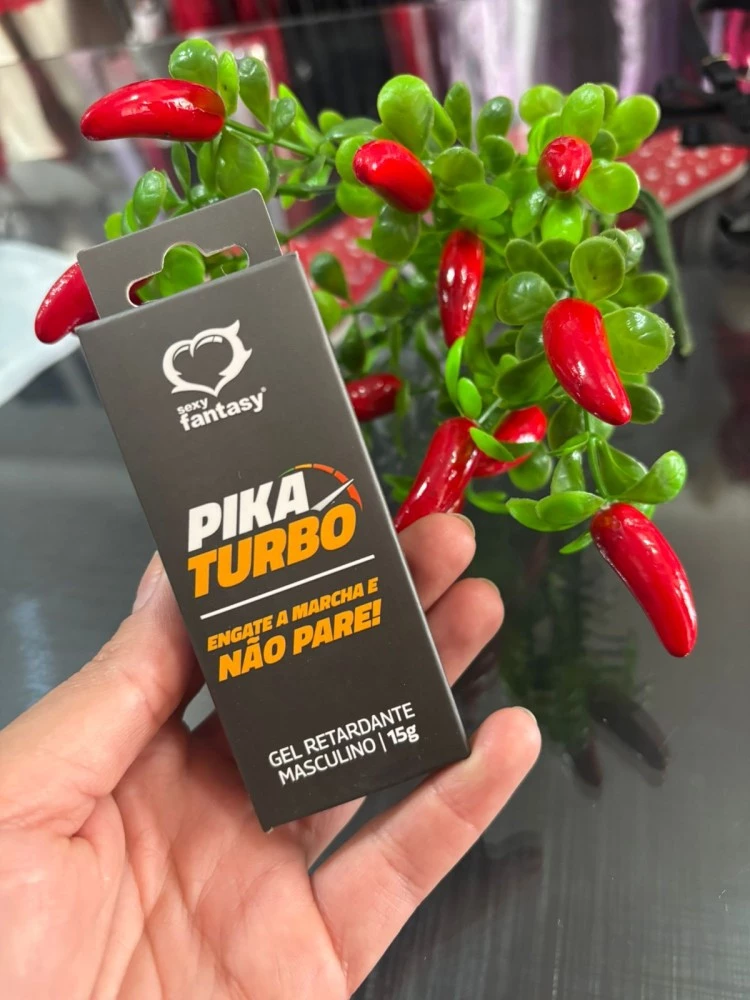 sexy
fantasy®
PIKA
TURBO
ENGATE A MARCHA E
NÃO PARE!
GEL RETARDANTE
MASCULINO | 15g